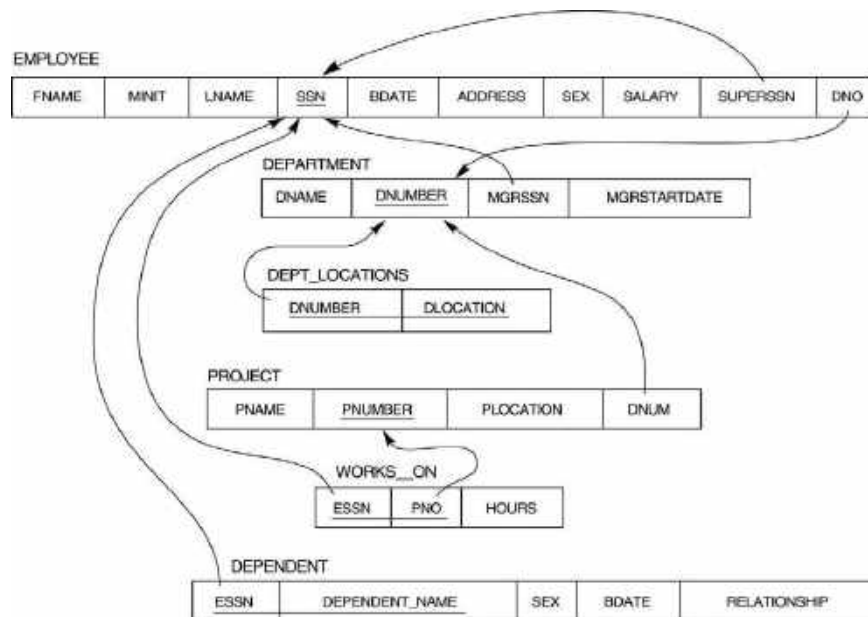 EMPLOYEE
FNAME MINIT LNAME SSN BDATE ADDRESS SEX SALARY SUPERSSN DNO
DEPARTMENT
DNAME DNUMBER MGRSSN MGRSTARTDATE
DEPT_LOCATIONS
DNUMBER DLOCATION
PROJECT
PNAME PNUMBER PLOCATION DNUM
WORKS__ON
ESSN PNO HOURS
DEPENDENT
ESSN DEPENDENT_NAME SEX BDATE RELATIONSHIP